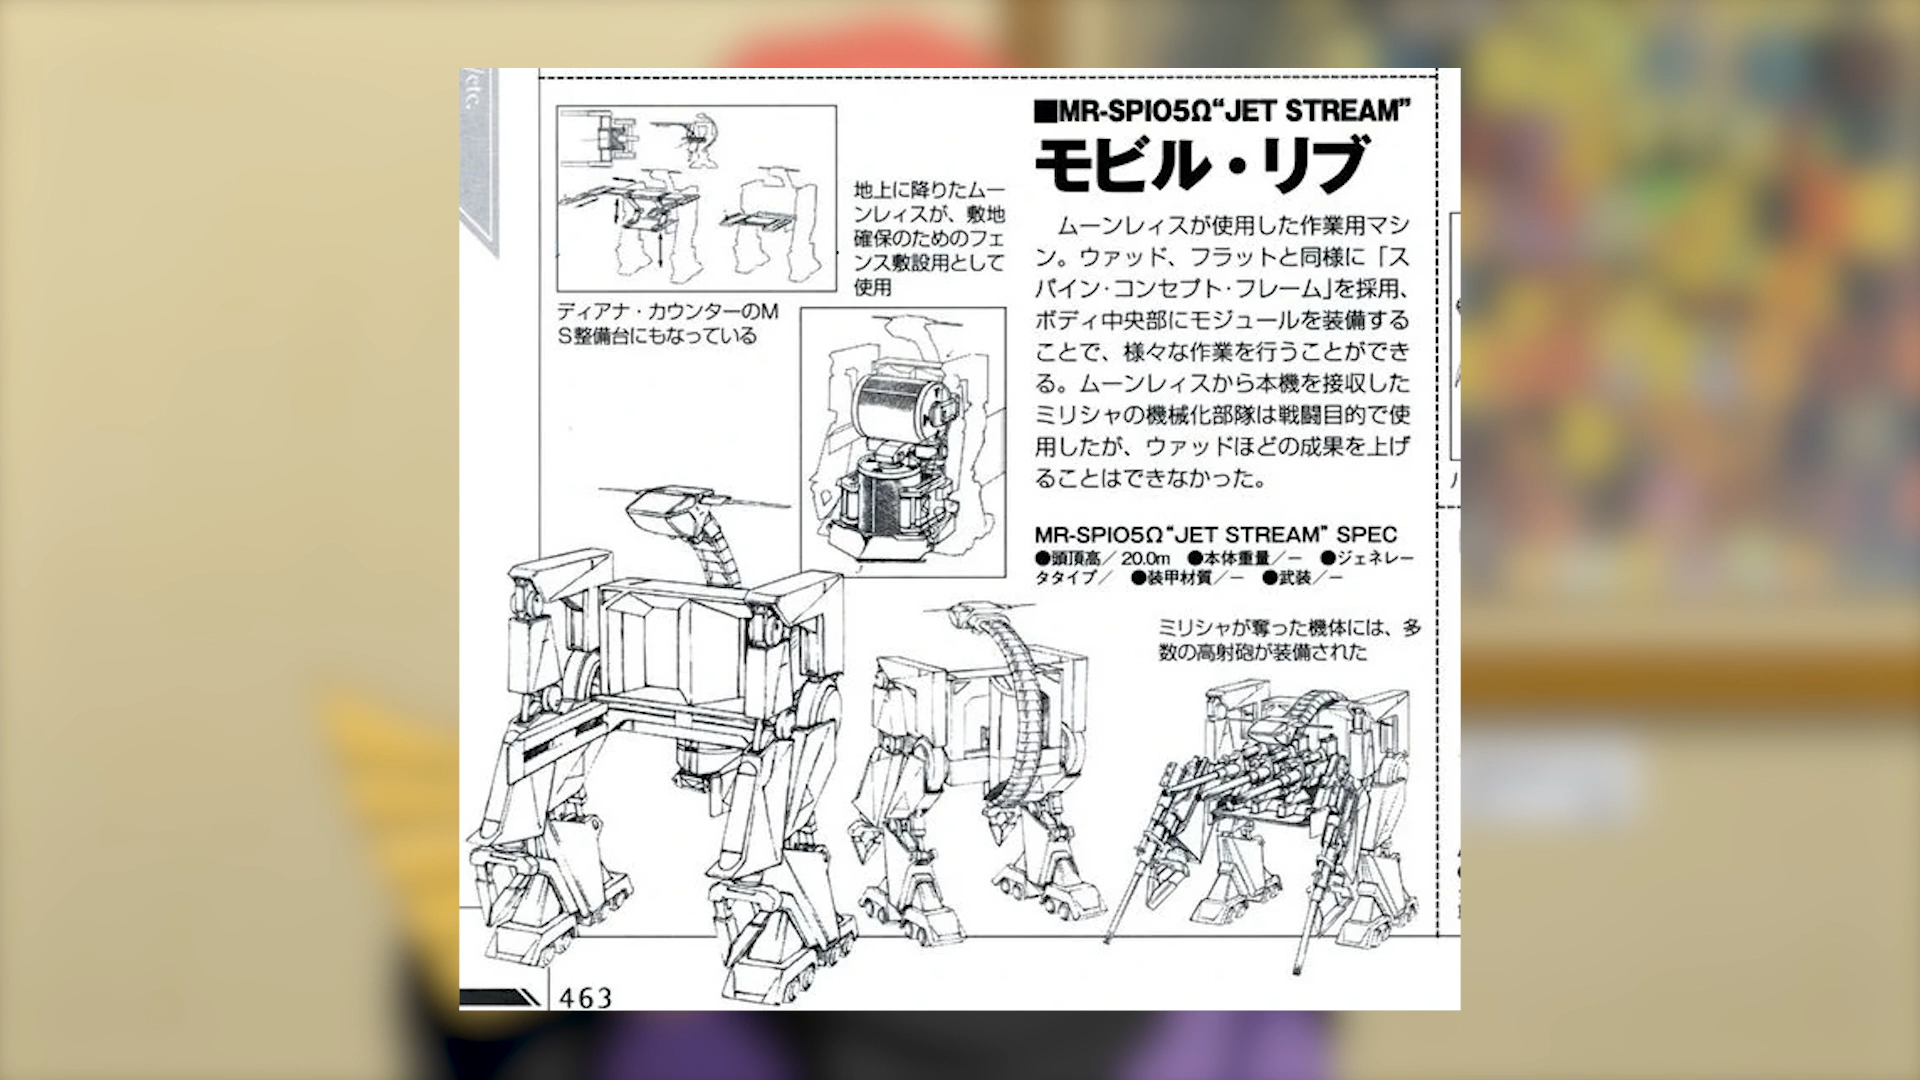 /etc.
■MR-SP105Ω“JET STREAM”
モビル・リブ
地上に降りたムー
ンレィスが、敷地
確保のためのフェ
ンス敷設用として
使用
ディアナ・カウンターのM
S整備台にもなっている
ムーンレィスが使用した作業用マシ
ン。ウァッド、フラットと同様に「ス
パイン・コンセプト・フレーム」を採用、
ボディ中央部にモジュールを装備する
ことで、様々な作業を行うことができ
る。ムーンレィスから本機を接収した
ミリシャの機械化部隊は戦闘目的で使
用したが、ウァッドほどの成果を上げ
ることはできなかった。
MR-SP105Ω“JET STREAM” SPEC
●頭頂高／20.0m ●本体重量／― ●ジェネレー
タタイプ／ ●装甲材質／― ●武装／―
ミリシャが奪った機体には、多
数の高射砲が装備された
463